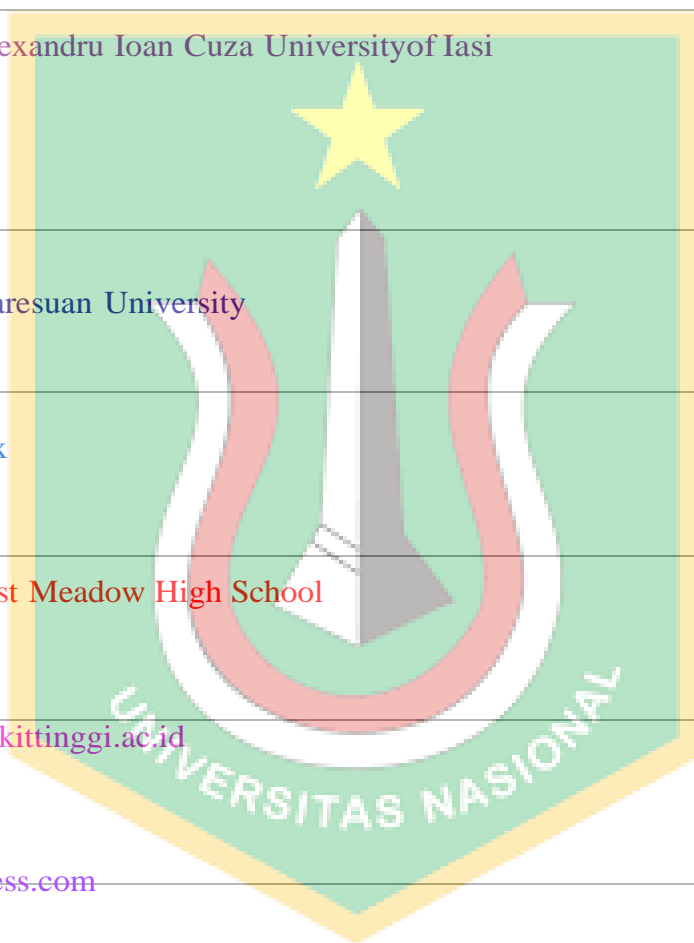 exandru Ioan Cuza Universityof Iasi
aresuan University
x
st Meadow High School
kittinggi.ac.id
ess.com
UNIVERSITAS NASIONAL